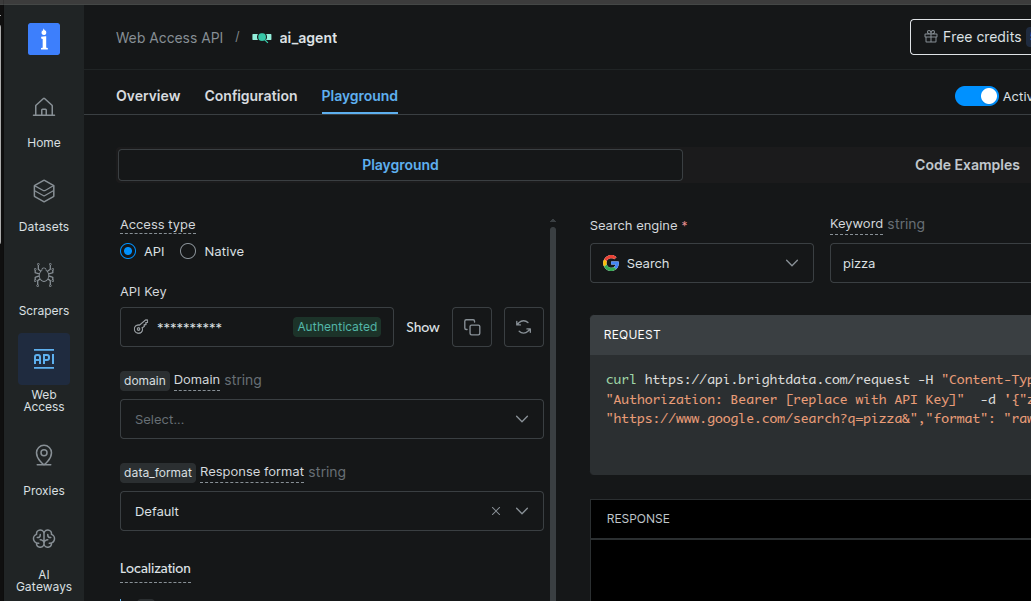 Web Access API / ai_agent
Free credits
Overview Configuration Playground
Activ
Home
Playground
Code Examples
Datasets
Access type
API Native
Search engine *
Keyword string
Search
pizza
Scrapers
API Key
********** Authenticated Show
REQUEST
API
Web
Access
domain Domain string
Select...
curl https://api.brightdata.com/request -H "Content-Typ
"Authorization: Bearer [replace with API Key]" -d '{"z
"https://www.google.com/search?q=pizza&","format": "raw
Proxies
data_format Response format string
Default
RESPONSE
AI
Gateways
Localization